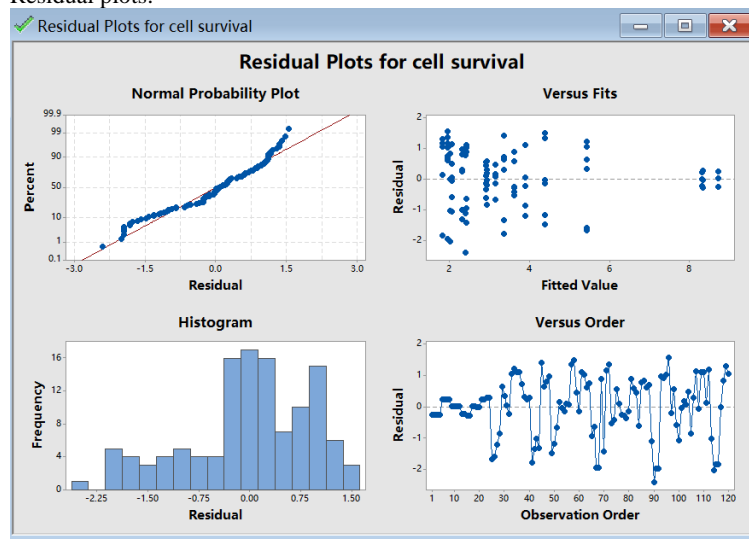 Residual plots:
Residual Plots for cell survival
Residual Plots for cell survival
Normal Probability Plot
99.9
99
90
50
10
1
0.1
Percent
-3.0 -1.5 0.0 1.5 3.0
Residual
Versus Fits
2
1
0
-1
-2
Residual
2 4 6 8
Fitted Value
Histogram
16
12
8
4
0
Frequency
-2.25 -1.50 -0.75 0.00 0.75 1.50
Residual
Versus Order
2
1
0
-1
-2
Residual
1 10 20 30 40 50 60 70 80 90 100 110 120
Observation Order